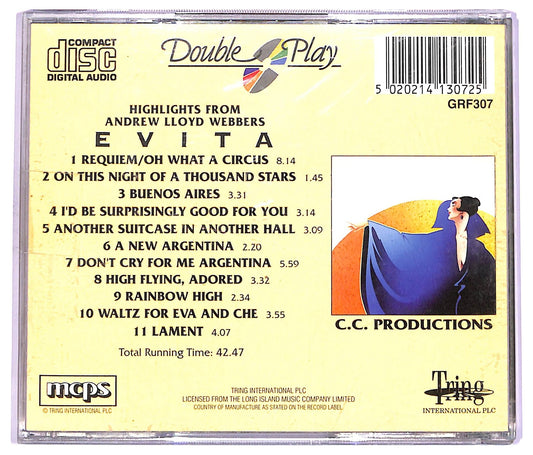 COMPACT
disc
DIGITAL AUDIO
Double Play
5 020214 130725
GRF307
HIGHLIGHTS FROM
ANDREW LLOYD WEBBERS
EVITA
1 REQUIEM/OH WHAT A CIRCUS 8.14
2 ON THIS NIGHT OF A THOUSAND STARS 1.45
3 BUENOS AIRES 3.31
4 I'D BE SURPRISINGLY GOOD FOR YOU 3.14
5 ANOTHER SUITCASE IN ANOTHER HALL 3.09
6 A NEW ARGENTINA 2.20
7 DON'T CRY FOR ME ARGENTINA 5.59
8 HIGH FLYING, ADORED 3.32
9 RAINBOW HIGH 2.34
10 WALTZ FOR EVA AND CHE 3.55
11 LAMENT 4.07
Total Running Time: 42.47
C.C. PRODUCTIONS
mcps
© TRING INTERNATIONAL PLC
TRING INTERNATIONAL PLC
LICENSED FROM THE LONG ISLAND MUSIC COMPANY LIMITED
COUNTRY OF MANUFACTURE AS STATED ON THE RECORD LABEL.
Tring
INTERNATIONAL PLC